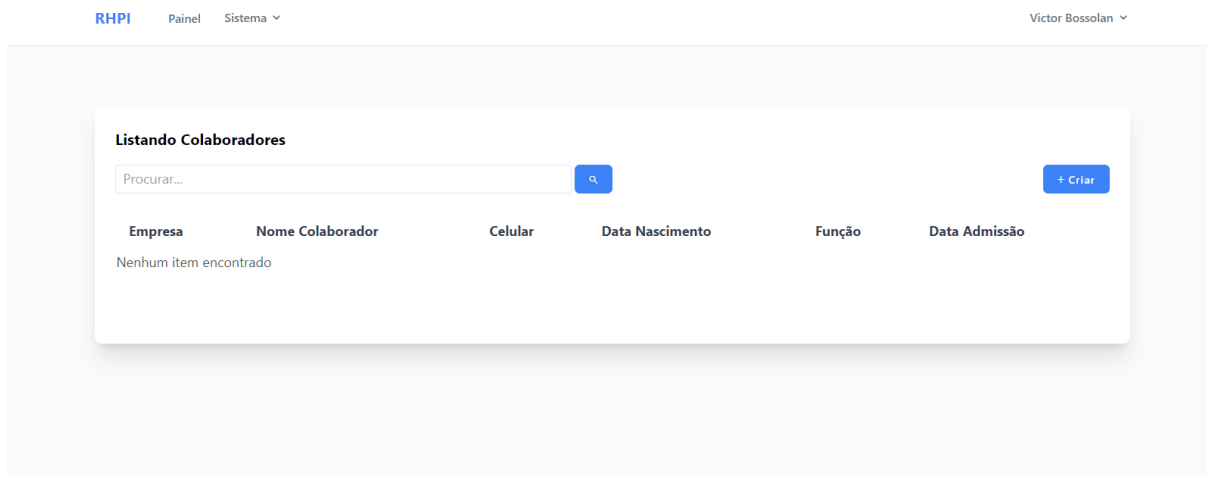 RHPI Painel Sistema Victor Bossolan
Listando Colaboradores
Procurar... + Criar
Empresa Nome Colaborador Celular Data Nascimento Função Data Admissão
Nenhum item encontrado